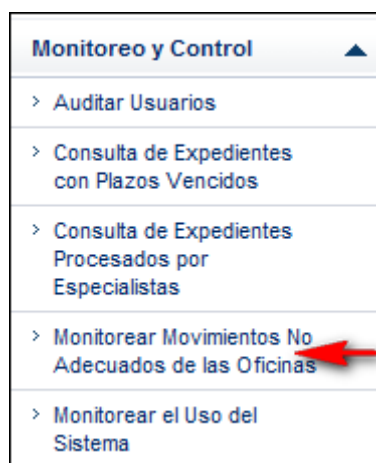 Monitoreo y Control
> Auditar Usuarios
> Consulta de Expedientes
con Plazos Vencidos
> Consulta de Expedientes
Procesados por
Especialistas
> Monitorear Movimientos No
Adecuados de las Oficinas
> Monitorear el Uso del
Sistema